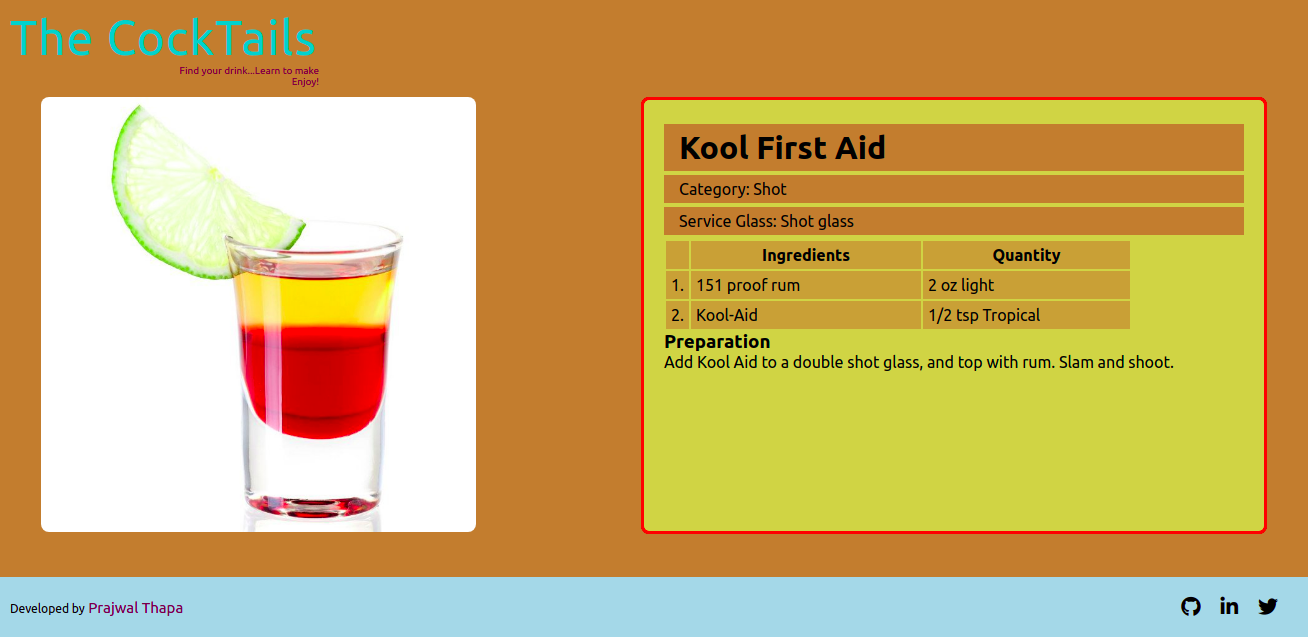 The CockTails
Find your drink...Learn to make
Enjoy!
Kool First Aid
Category: Shot
Service Glass: Shot glass
Ingredients Quantity
1. 151 proof rum 2 oz light
2. Kool-Aid 1/2 tsp Tropical
Preparation
Add Kool Aid to a double shot glass, and top with rum. Slam and shoot.
Developed by Prajwal Thapa